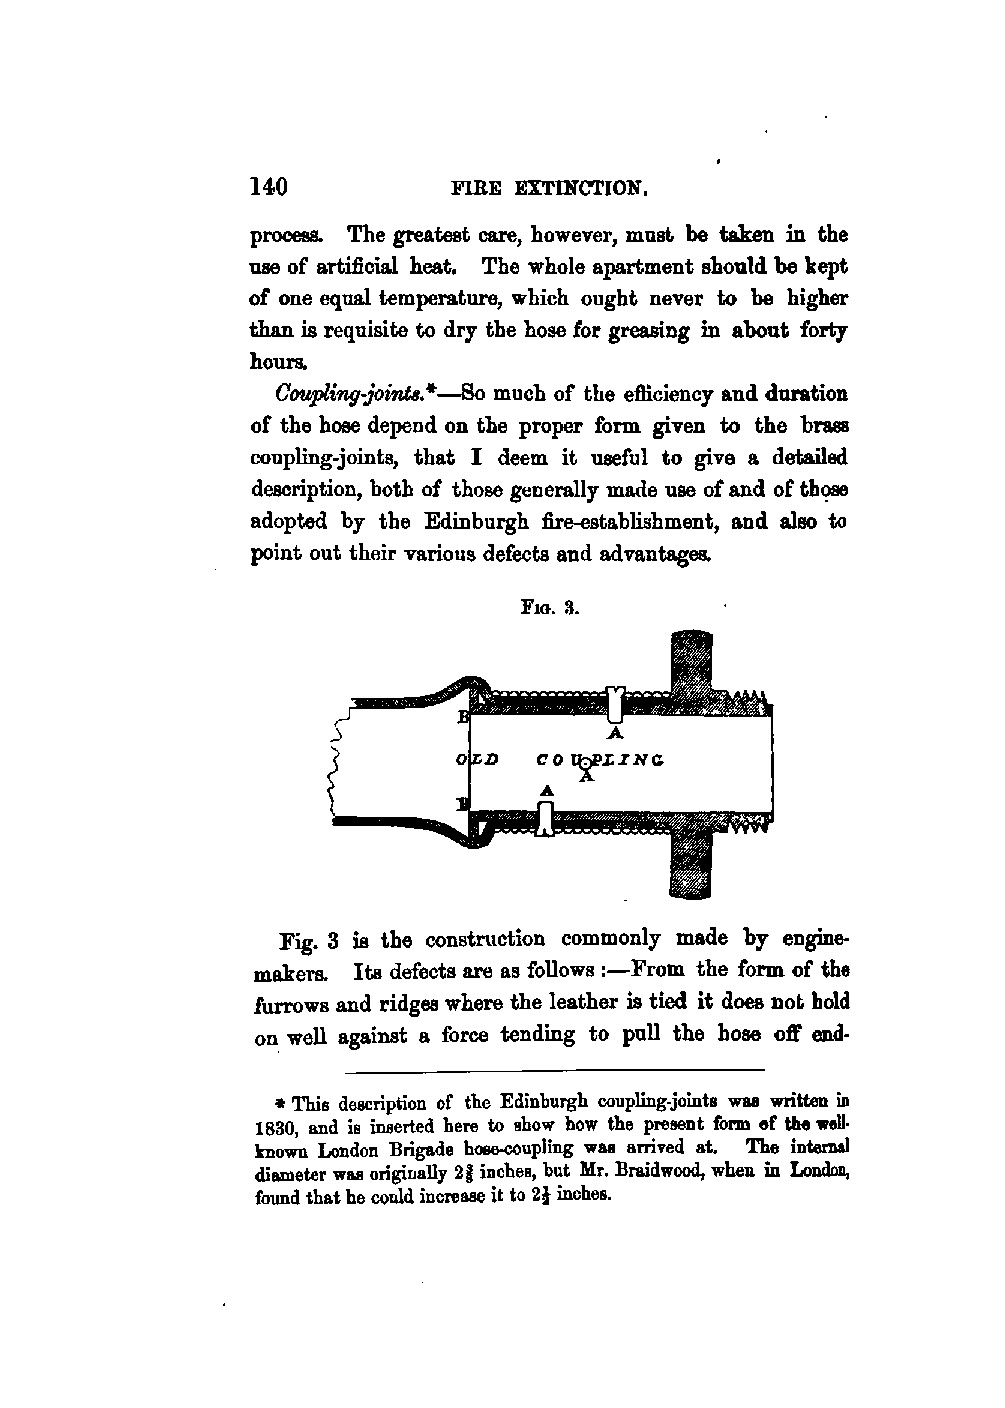 140 FIRE EXTINCTION.
process. The greatest care, however, must be taken in the
use of artificial heat. The whole apartment should be kept
of one equal temperature, which ought never to be higher
than is requisite to dry the hose for greasing in about forty
hours.
Coupling-joints.*—So much of the efficiency and duration
of the hose depend on the proper form given to the brass
coupling-joints, that I deem it useful to give a detailed
description, both of those generally made use of and of those
adopted by the Edinburgh fire-establishment, and also to
point out their various defects and advantages.
FIG. 3.
B
A
OLD COUPLING
A
A
B
Fig. 3 is the construction commonly made by engine-
makers. Its defects are as follows :—From the form of the
furrows and ridges where the leather is tied it does not hold
on well against a force tending to pull the hose off end-
* This description of the Edinburgh coupling-joints was written in
1830, and is inserted here to show how the present form of the well-
known London Brigade hose-coupling was arrived at. The internal
diameter was originally 2⅜ inches, but Mr. Braidwood, when in London,
found that he could increase it to 2½ inches.